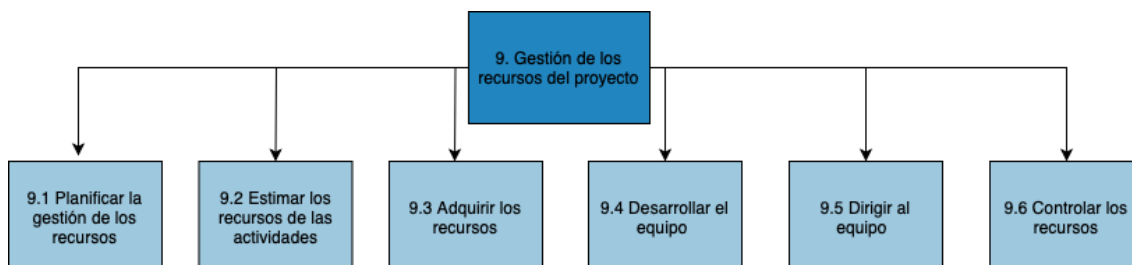 9. Gestión de los
recursos del proyecto
9.1 Planificar la
gestión de los
recursos
9.2 Estimar los
recursos de las
actividades
9.3 Adquirir los
recursos
9.4 Desarrollar el
equipo
9.5 Dirigir al
equipo
9.6 Controlar los
recursos